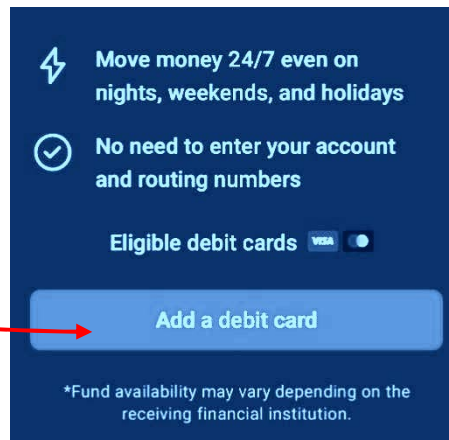 Move money 24/7 even on
nights, weekends, and holidays
No need to enter your account
and routing numbers
Eligible debit cards VISA
Add a debit card
*Fund availability may vary depending on the
receiving financial institution.